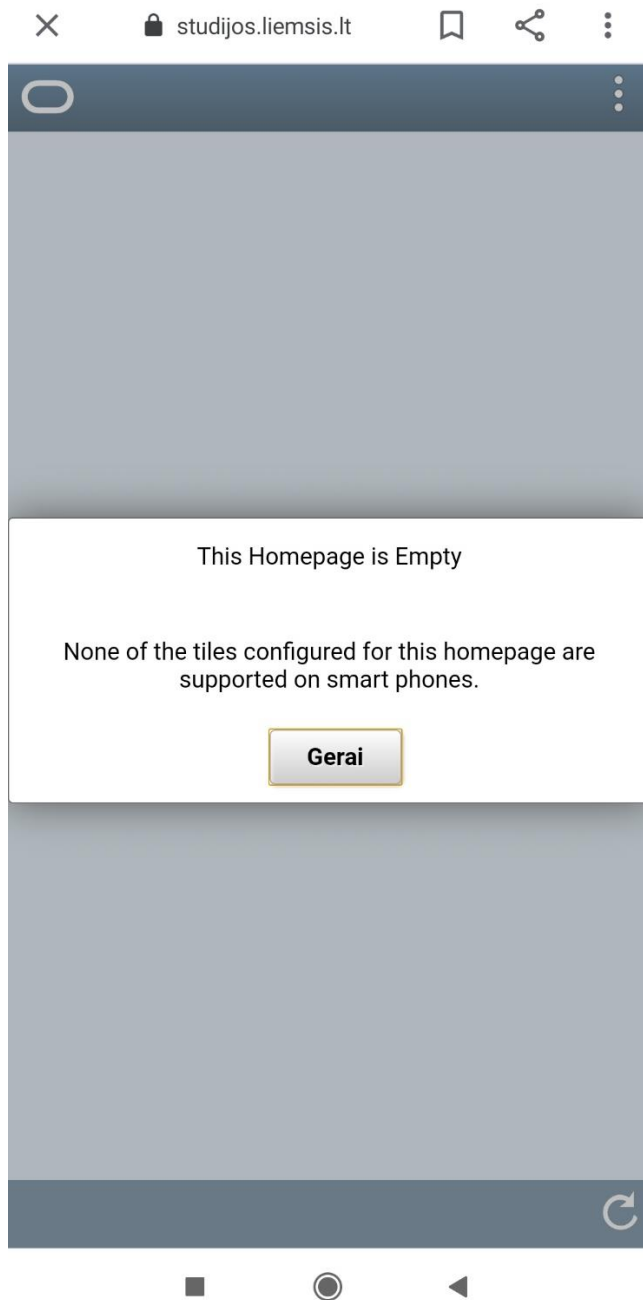 studijos.liemsis.lt
This Homepage is Empty
None of the tiles configured for this homepage are
supported on smart phones.
Gerai